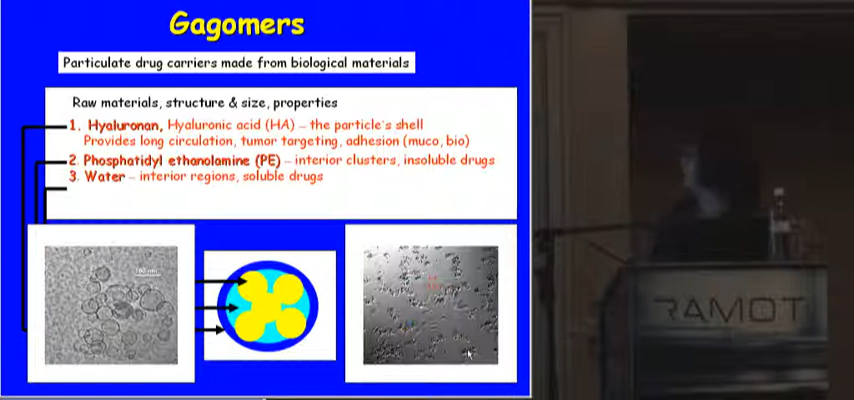 Gagomers
Particulate drug carriers made from biological materials
Raw materials, structure & size, properties
1. Hyaluronan, Hyaluronic acid (HA) – the particle's shell
Provides long circulation, tumor targeting, adhesion (muco, bio)
2. Phosphatidyl ethanolamine (PE) – interior clusters, insoluble drugs
3. Water – interior regions, soluble drugs
100 nm
RAMOT